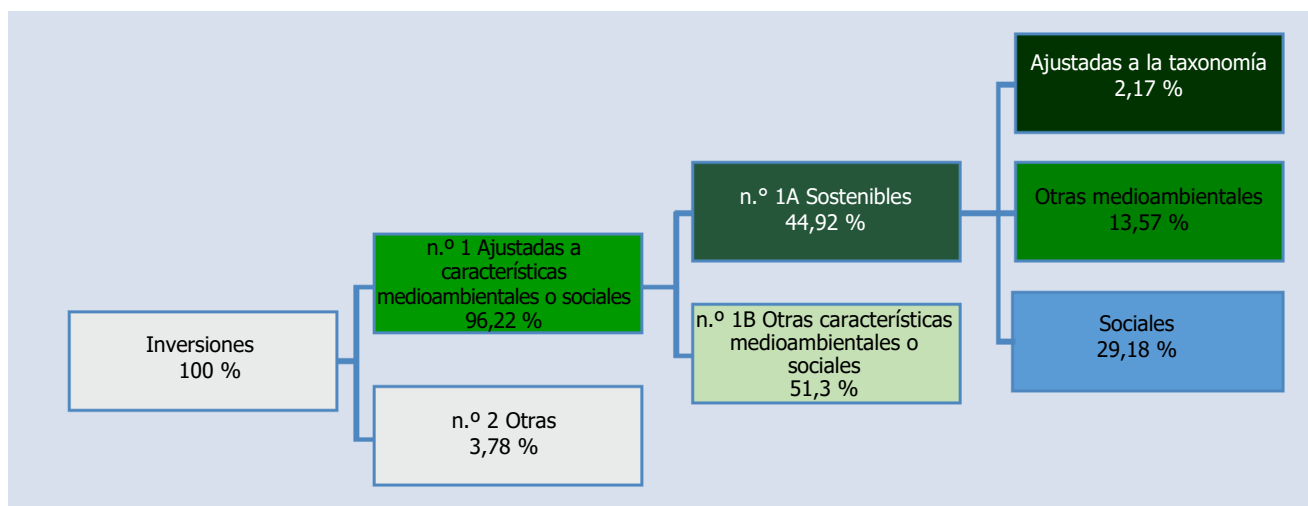 Inversiones
100 %
n.º 1 Ajustadas a
características
medioambientales o sociales
96,22 %
n.º 2 Otras
3,78 %
n.° 1A Sostenibles
44,92 %
n.º 1B Otras características
medioambientales o
sociales
51,3 %
Ajustadas a la taxonomía
2,17 %
Otras medioambientales
13,57 %
Sociales
29,18 %